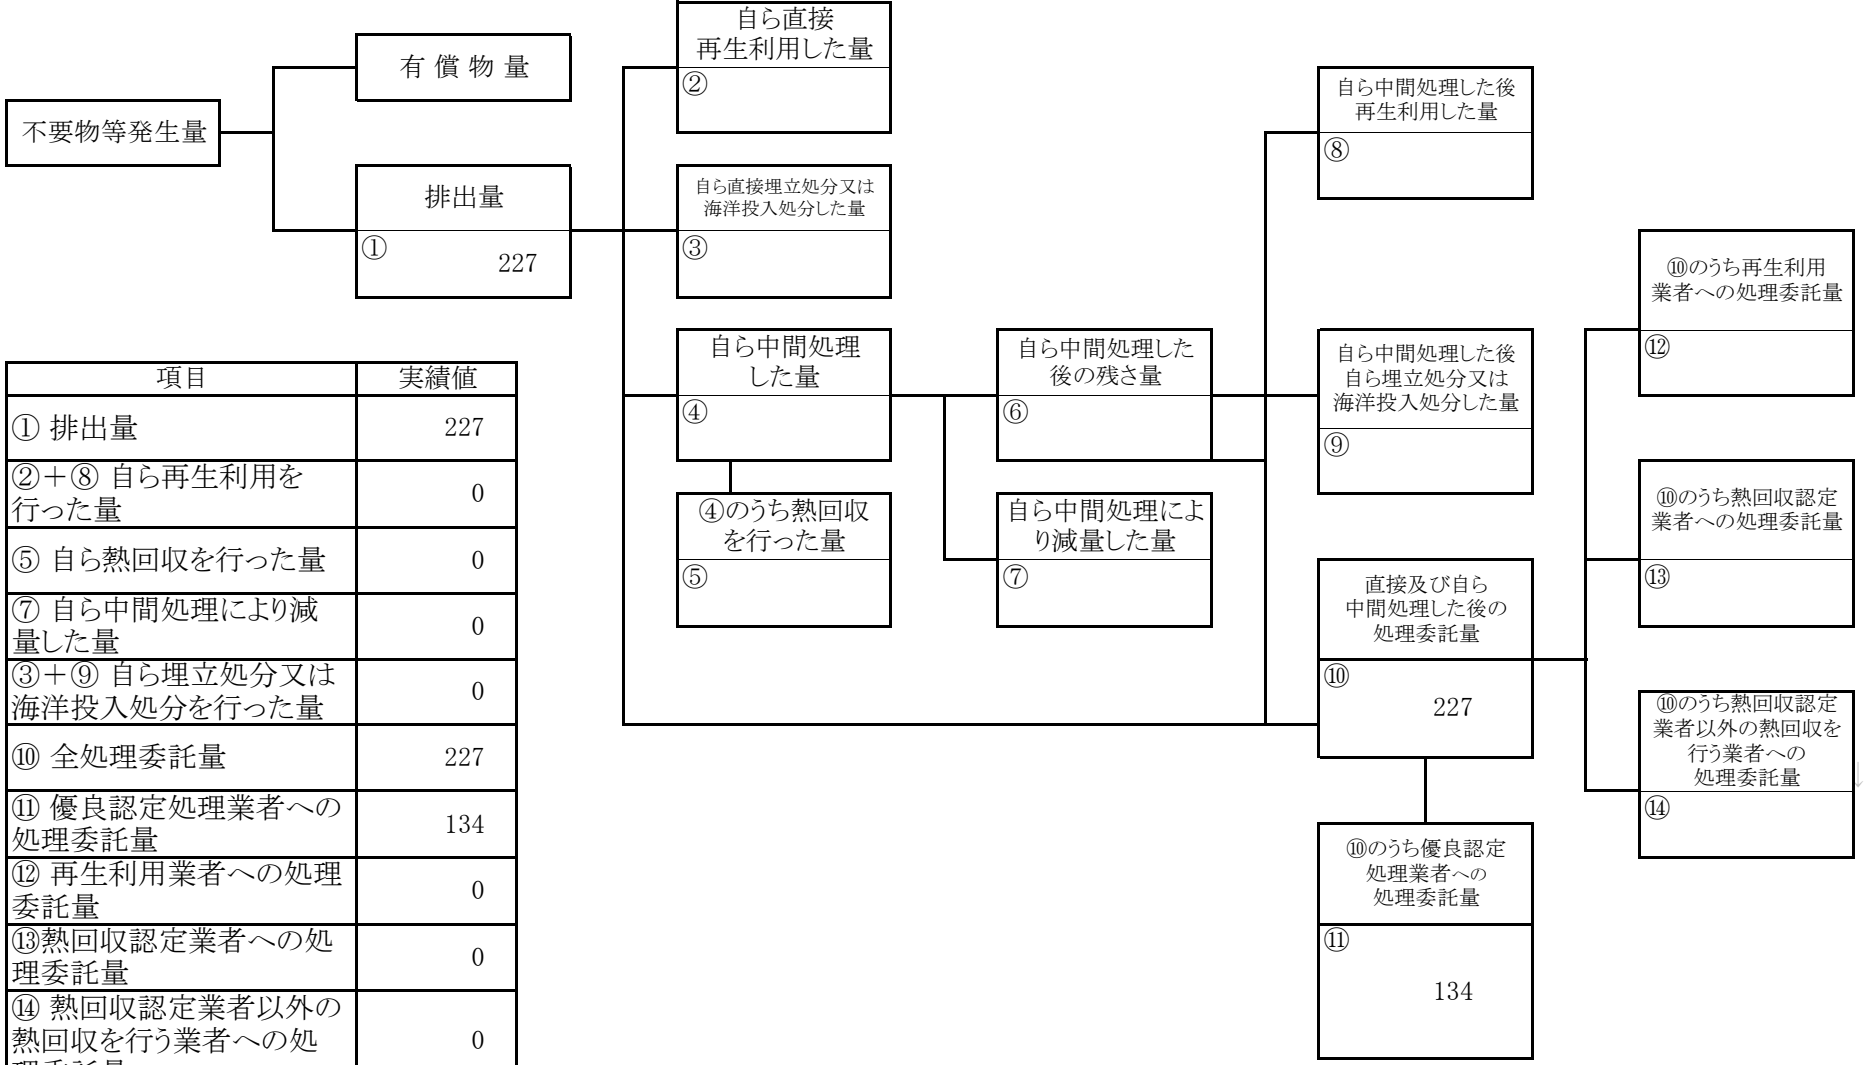 自ら直接
再生利用した量
②
有 償 物 量
不要物等発生量
排出量
①
227
自ら直接埋立処分又は
海洋投入処分した量
③
自ら中間処理した後
再生利用した量
⑧
自ら中間処理
した量
④
自ら中間処理した
後の残さ量
⑥
自ら中間処理した後
自ら埋立処分又は
海洋投入処分した量
⑨
④のうち熱回収
を行った量
⑤
自ら中間処理によ
り減量した量
⑦
直接及び自ら
中間処理した後の
処理委託量
⑩
227
⑩のうち優良認定
処理業者への
処理委託量
⑪
134
⑩のうち再生利用
業者への処理委託量
⑫
⑩のうち熱回収認定
業者への処理委託量
⑬
⑩のうち熱回収認定
業者以外の熱回収を
行う業者への
処理委託量
⑭
↓
項目 実績値
① 排出量 227
②＋⑧ 自ら再生利用を
行った量 0
⑤ 自ら熱回収を行った量 0
⑦ 自ら中間処理により減
量した量 0
③＋⑨ 自ら埋立処分又は
海洋投入処分を行った量 0
⑩ 全処理委託量 227
⑪ 優良認定処理業者への
処理委託量 134
⑫ 再生利用業者への処理
委託量 0
⑬熱回収認定業者への処
理委託量 0
⑭ 熱回収認定業者以外の
熱回収を行う業者への処 0